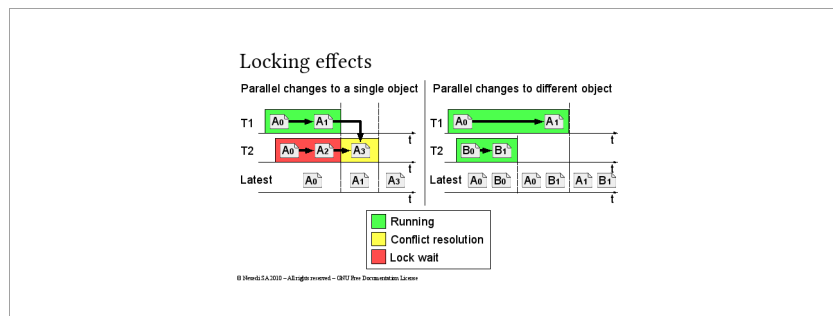 Locking effects
Parallel changes to a single object
T1 A0 A1
t
T2 A0 A2 A3
t
Latest A0 A1 A3
t
Parallel changes to different object
T1 A0 A1
t
T2 B0 B1
t
Latest A0 B0 A0 B1 A1 B1
t
Running
Conflict resolution
Lock wait
© Nexedi SA 2010 – All rights reserved – GNU Free Documentation License